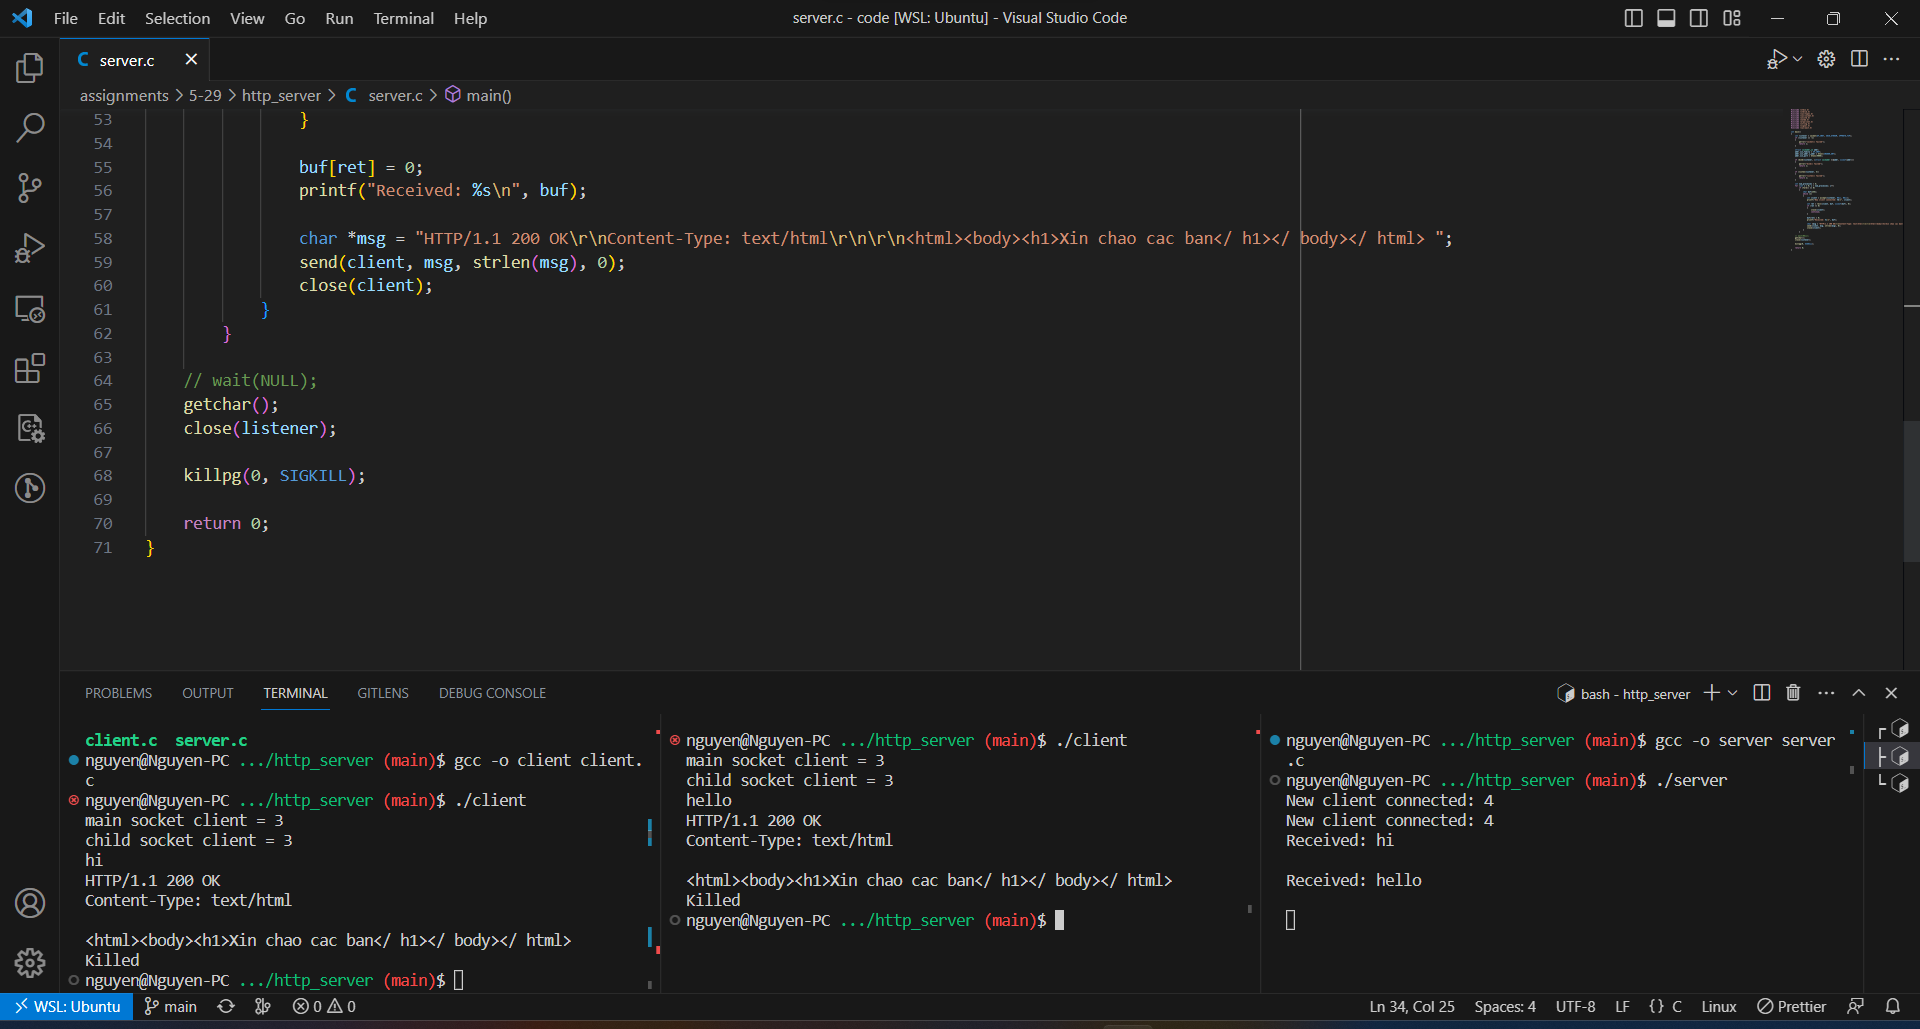 File Edit Selection View Go Run Terminal Help
server.c - code [WSL: Ubuntu] - Visual Studio Code
C server.c
assignments > 5-29 > http_server > C server.c > main()
53 }
54
55 buf[ret] = 0;
56 printf("Received: %s\n", buf);
57
58 char *msg = "HTTP/1.1 200 OK\r\nContent-Type: text/html\r\n\r\n<html><body><h1>Xin chao cac ban</ h1></ body></ html> ";
59 send(client, msg, strlen(msg), 0);
60 close(client);
61 }
62 }
63
64 // wait(NULL);
65 getchar();
66 close(listener);
67
68 killpg(0, SIGKILL);
69
70 return 0;
71 }
PROBLEMS OUTPUT TERMINAL GITLENS DEBUG CONSOLE
bash - http_server
client.c server.c
nguyen@Nguyen-PC .../http_server (main)$ gcc -o client client.
c
nguyen@Nguyen-PC .../http_server (main)$ ./client
main socket client = 3
child socket client = 3
hi
HTTP/1.1 200 OK
Content-Type: text/html
<html><body><h1>Xin chao cac ban</ h1></ body></ html>
Killed
nguyen@Nguyen-PC .../http_server (main)$
nguyen@Nguyen-PC .../http_server (main)$ ./client
main socket client = 3
child socket client = 3
hello
HTTP/1.1 200 OK
Content-Type: text/html
<html><body><h1>Xin chao cac ban</ h1></ body></ html>
Killed
nguyen@Nguyen-PC .../http_server (main)$
nguyen@Nguyen-PC .../http_server (main)$ gcc -o server server
.c
nguyen@Nguyen-PC .../http_server (main)$ ./server
New client connected: 4
New client connected: 4
Received: hi
Received: hello
WSL: Ubuntu main 0 0
Ln 34, Col 25 Spaces: 4 UTF-8 LF {} C Linux Prettier